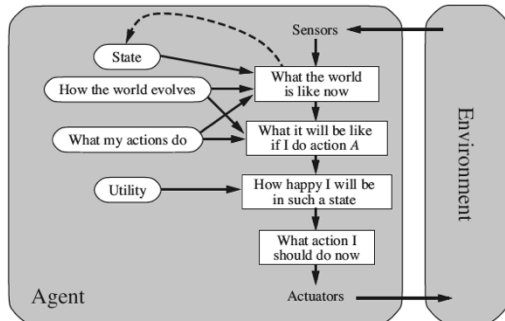 Sensors
State
What the world
is like now
How the world evolves
What my actions do
What it will be like
if I do action A
Utility
How happy I will be
in such a state
What action I
should do now
Agent
Actuators
Environment